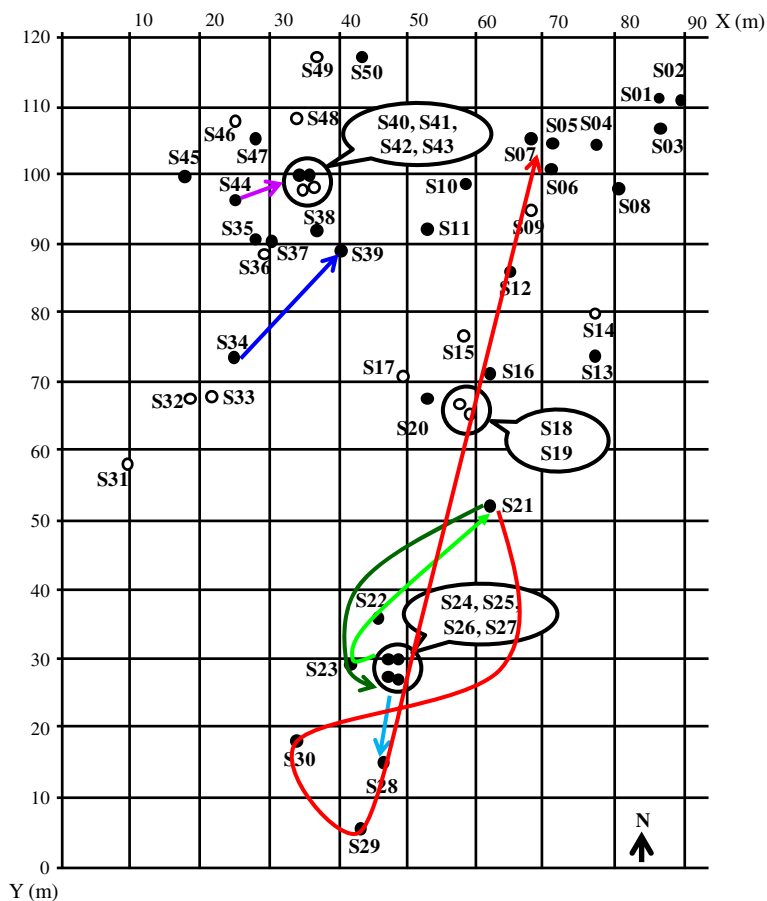 10 20 30 40 50 60 70 80 90 X (m)
120
S49 S50
S02
S01
110
S48
S46
S40, S41,
S42, S43
S05 S04
S03
S47
S07
S45
100
S44
S10
S06
S08
S38
S09
S35
S11
90
S37
S39
S36
S12
80
S34
S14
S15
S17
S16
S13
70
S32 S33
S20
S18
S19
60
S31
50
S21
40
S22
S24, S25,
S26, S27
30
S23
20
S30
S28
10
S29
N
0
Y (m)